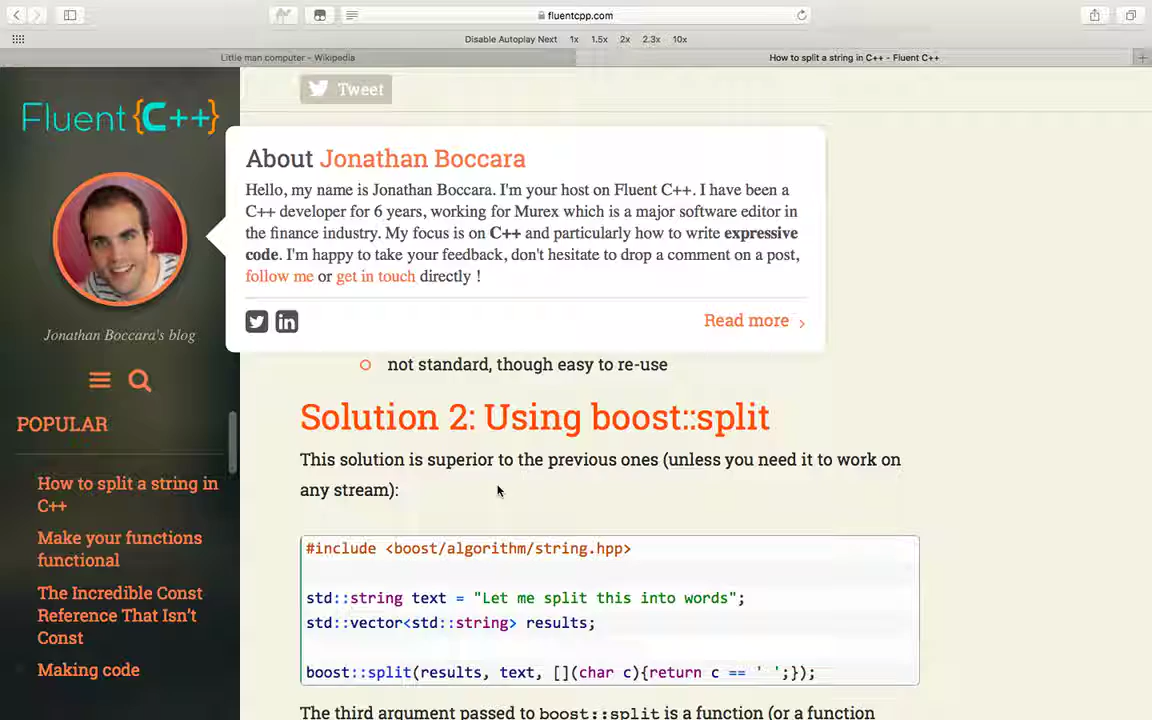 fluentcpp.com
Disable Autoplay Next 1x 1.5x 2x 2.3x 10x
Little man computer - Wikipedia
How to split a string in C++ - Fluent C++
Fluent {C++}
Jonathan Boccara's blog
POPULAR
How to split a string in
C++
Make your functions
functional
The Incredible Const
Reference That Isn't
Const
Making code
Tweet
About Jonathan Boccara
Hello, my name is Jonathan Boccara. I'm your host on Fluent C++. I have been a
C++ developer for 6 years, working for Murex which is a major software editor in
the finance industry. My focus is on C++ and particularly how to write expressive
code. I'm happy to take your feedback, don't hesitate to drop a comment on a post,
follow me or get in touch directly !
Read more
not standard, though easy to re-use
Solution 2: Using boost::split
This solution is superior to the previous ones (unless you need it to work on
any stream):
#include <boost/algorithm/string.hpp>
std::string text = "Let me split this into words";
std::vector<std::string> results;
boost::split(results, text, [](char c){return c == ' ';});
The third argument passed to boost::split is a function (or a function